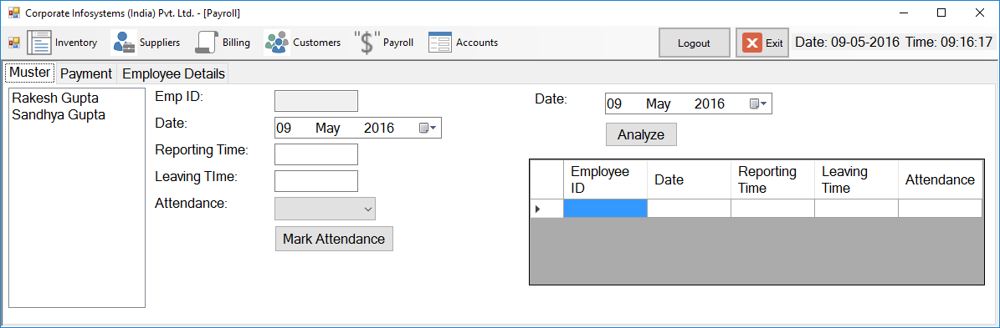 Corporate Infosystems (India) Pvt. Ltd. - [Payroll]
Inventory Suppliers Billing Customers "$" Payroll Accounts Logout Exit Date: 09-05-2016 Time: 09:16:17
Muster Payment Employee Details
Rakesh Gupta
Sandhya Gupta
Emp ID:
Date: 09 May 2016
Reporting Time:
Leaving TIme:
Attendance:
Mark Attendance
Date: 09 May 2016
Analyze
Employee ID Date Reporting Time Leaving Time Attendance